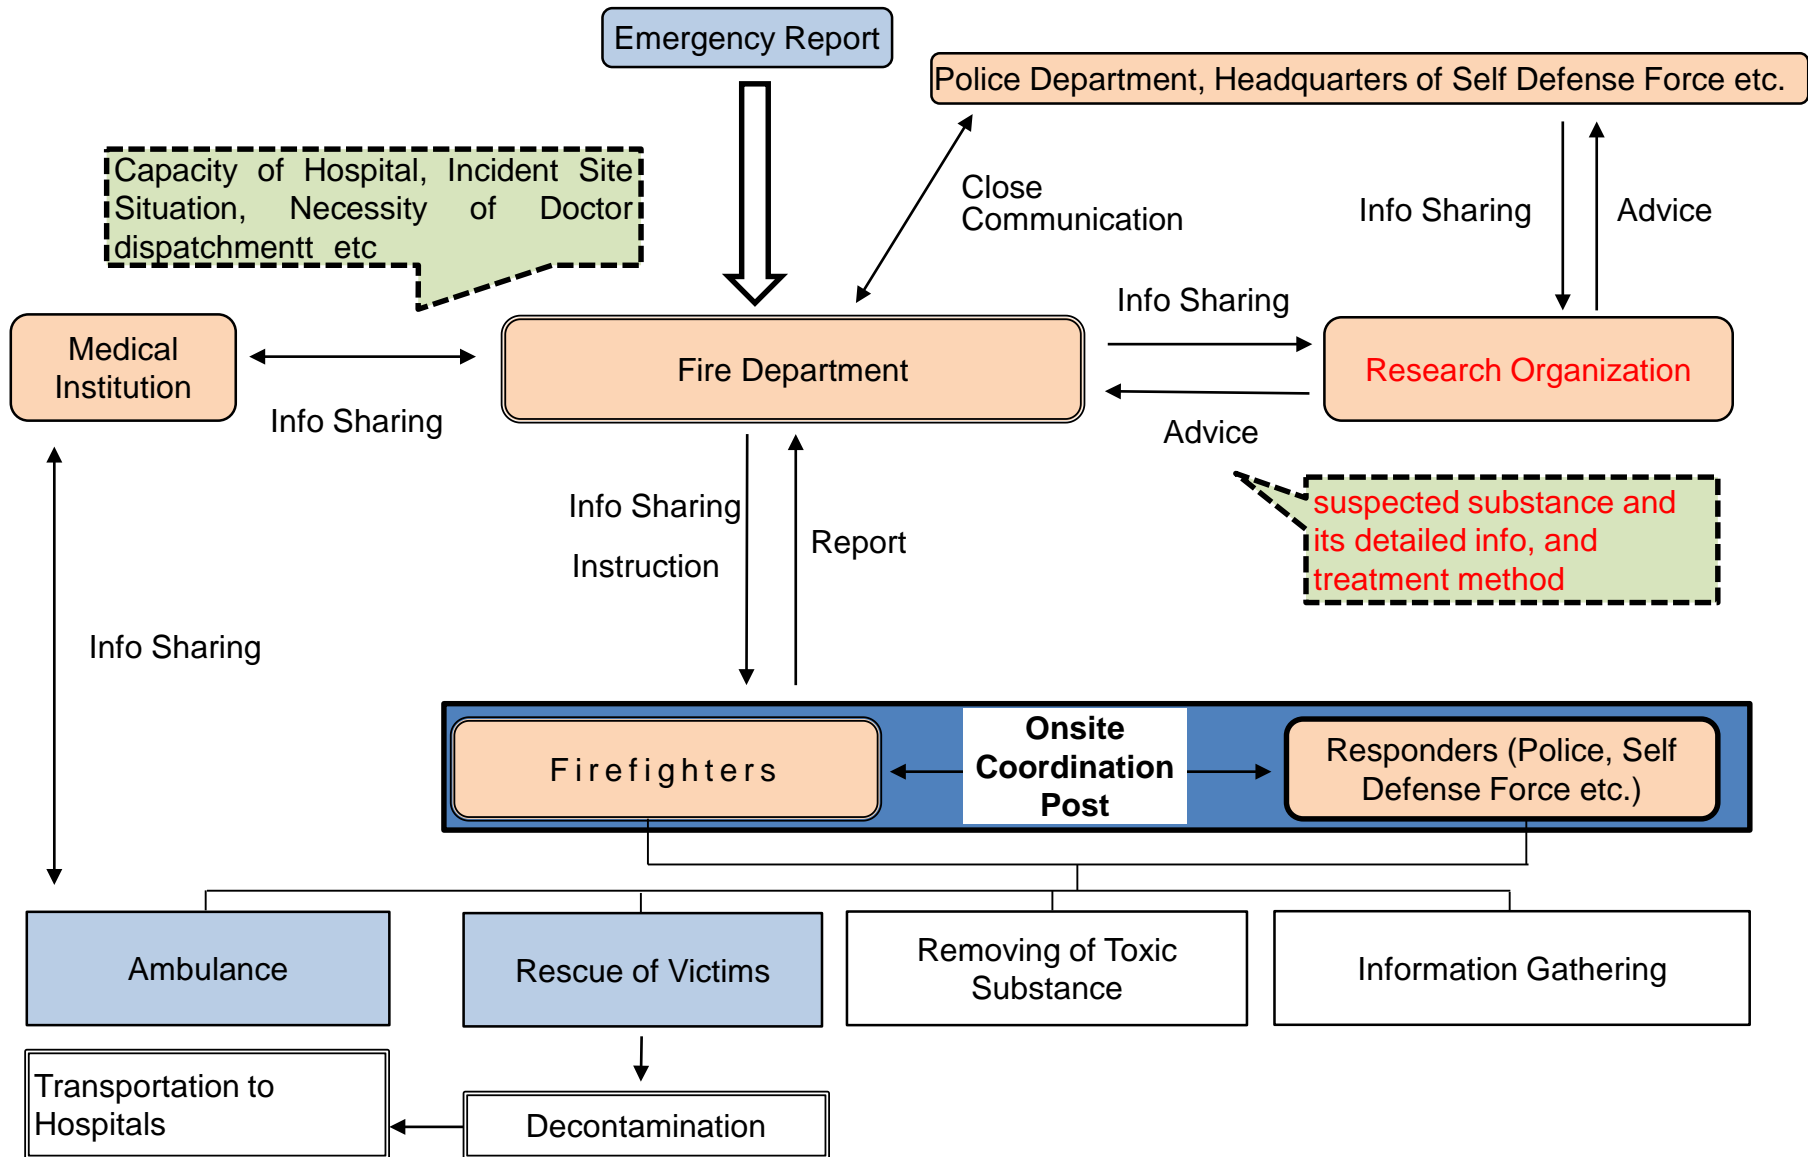 Emergency Report
Police Department, Headquarters of Self Defense Force etc.
Capacity of Hospital, Incident Site
Situation, Necessity of Doctor
dispatchmentt etc
Close
Communication
Info Sharing
Advice
Info Sharing
Medical
Institution
Fire Department
Research Organization
Info Sharing
Advice
Info Sharing
Instruction
Report
suspected substance and
its detailed info, and
treatment method
Info Sharing
Firefighters
Onsite
Coordination
Post
Responders (Police, Self
Defense Force etc.)
Ambulance
Rescue of Victims
Removing of Toxic
Substance
Information Gathering
Transportation to
Hospitals
Decontamination